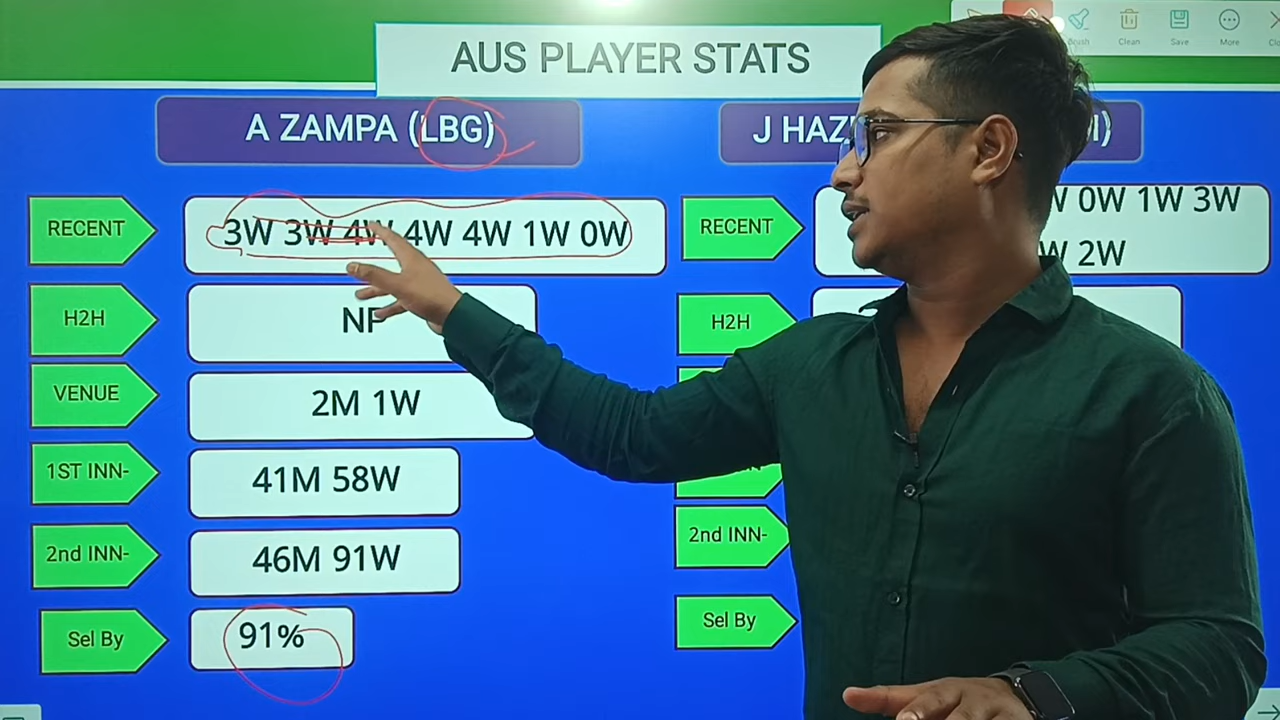 AUS PLAYER STATS
Brush Clean Save More
A ZAMPA (LBG)
J
RECENT
3W 3W 4W 4W 4W 1W 0W
H2H
VENUE
2M 1W
1ST INN-
41M 58W
2nd INN-
46M 91W
Sel By
91%
RECENT
0W 1W 3W
2W
H2H
2nd INN-
Sel By